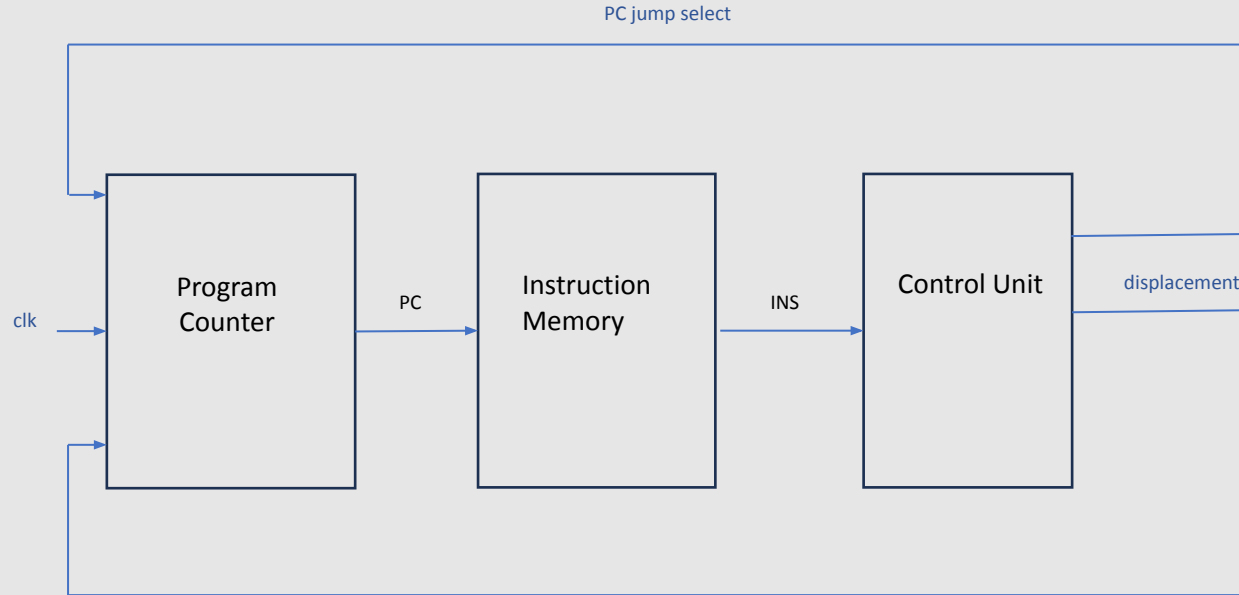 PC jump select
Program
Counter
Instruction
Memory
Control Unit
clk
PC
INS
displacement